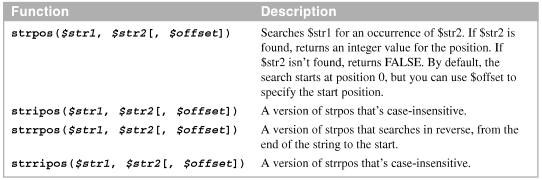 Function Description
strpos($str1, $str2[, $offset]) Searches $str1 for an occurrence of $str2. If $str2 is
found, returns an integer value for the position. If
$str2 isn't found, returns FALSE. By default, the
search starts at position 0, but you can use $offset to
specify the start position.
stripos($str1, $str2[, $offset]) A version of strpos that's case-insensitive.
strrpos($str1, $str2[, $offset]) A version of strpos that searches in reverse, from the
end of the string to the start.
strripos($str1, $str2[, $offset]) A version of strrpos that's case-insensitive.